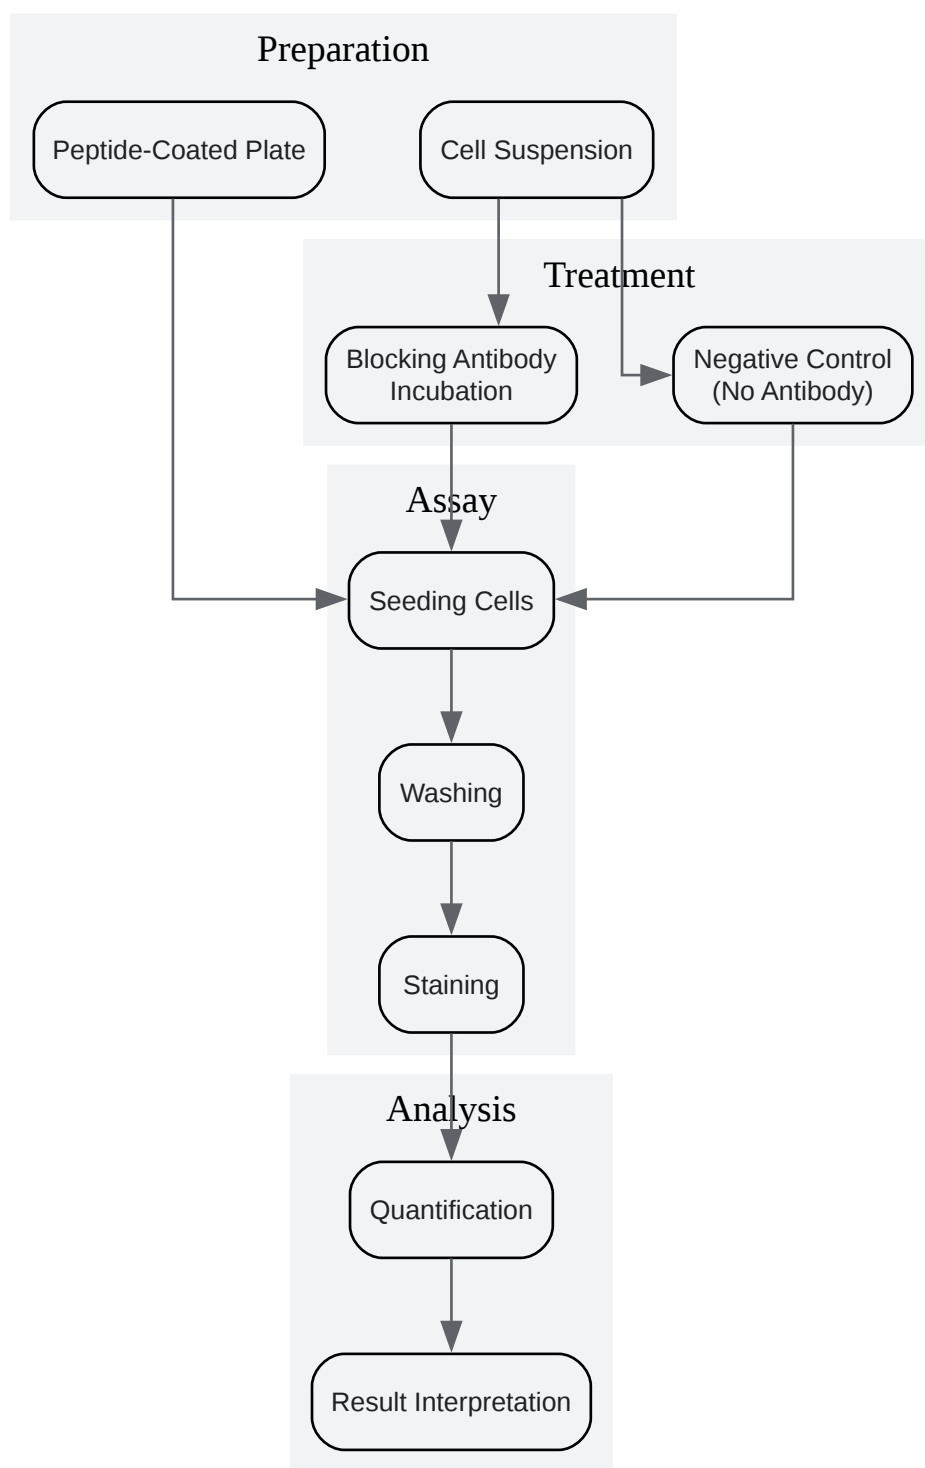 Preparation
Peptide-Coated Plate
Cell Suspension
Treatment
Blocking Antibody
Incubation
Negative Control
(No Antibody)
Assay
Seeding Cells
Washing
Staining
Analysis
Quantification
Result Interpretation